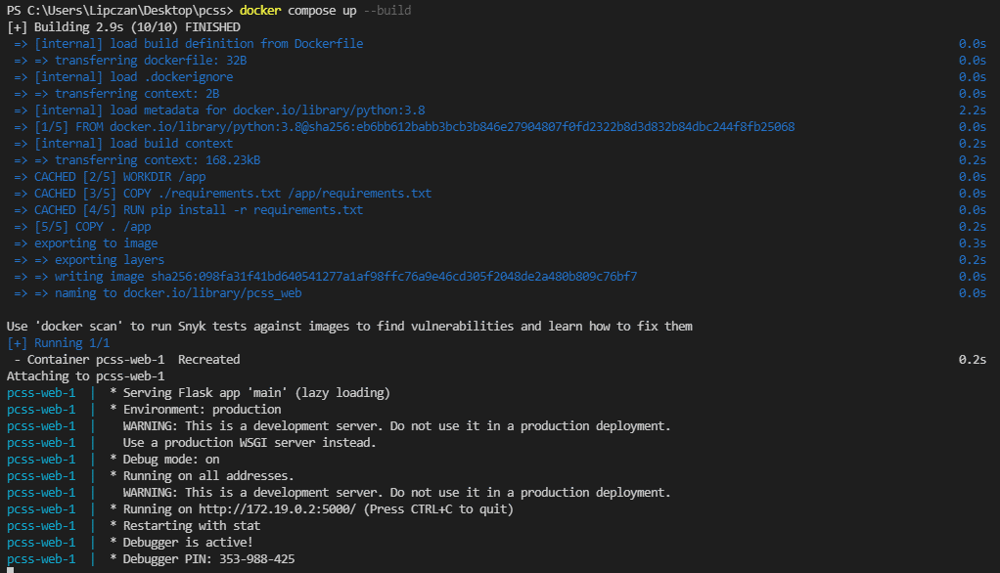 PS C:\Users\Lipczan\Desktop\pcss> docker compose up --build
[+] Building 2.9s (10/10) FINISHED
=> [internal] load build definition from Dockerfile 0.0s
=> => transferring dockerfile: 32B 0.0s
=> [internal] load .dockerignore 0.0s
=> => transferring context: 2B 0.0s
=> [internal] load metadata for docker.io/library/python:3.8 2.2s
=> [1/5] FROM docker.io/library/python:3.8@sha256:eb6bb612babb3bcb3b846e27904807f0fd2322b8d3d832b84dbc244f8fb25068 0.0s
=> [internal] load build context 0.2s
=> => transferring context: 168.23kB 0.2s
=> CACHED [2/5] WORKDIR /app 0.0s
=> CACHED [3/5] COPY ./requirements.txt /app/requirements.txt 0.0s
=> CACHED [4/5] RUN pip install -r requirements.txt 0.0s
=> [5/5] COPY . /app 0.2s
=> exporting to image 0.3s
=> => exporting layers 0.2s
=> => writing image sha256:098fa31f41bd640541277a1af98ffc76a9e46cd305f2048de2a480b809c76bf7 0.0s
=> => naming to docker.io/library/pcss_web 0.0s
Use 'docker scan' to run Snyk tests against images to find vulnerabilities and learn how to fix them
[+] Running 1/1
- Container pcss-web-1 Recreated 0.2s
Attaching to pcss-web-1
pcss-web-1 | * Serving Flask app 'main' (lazy loading)
pcss-web-1 | * Environment: production
pcss-web-1 | WARNING: This is a development server. Do not use it in a production deployment.
pcss-web-1 | Use a production WSGI server instead.
pcss-web-1 | * Debug mode: on
pcss-web-1 | * Running on all addresses.
pcss-web-1 | WARNING: This is a development server. Do not use it in a production deployment.
pcss-web-1 | * Running on http://172.19.0.2:5000/ (Press CTRL+C to quit)
pcss-web-1 | * Restarting with stat
pcss-web-1 | * Debugger is active!
pcss-web-1 | * Debugger PIN: 353-988-425